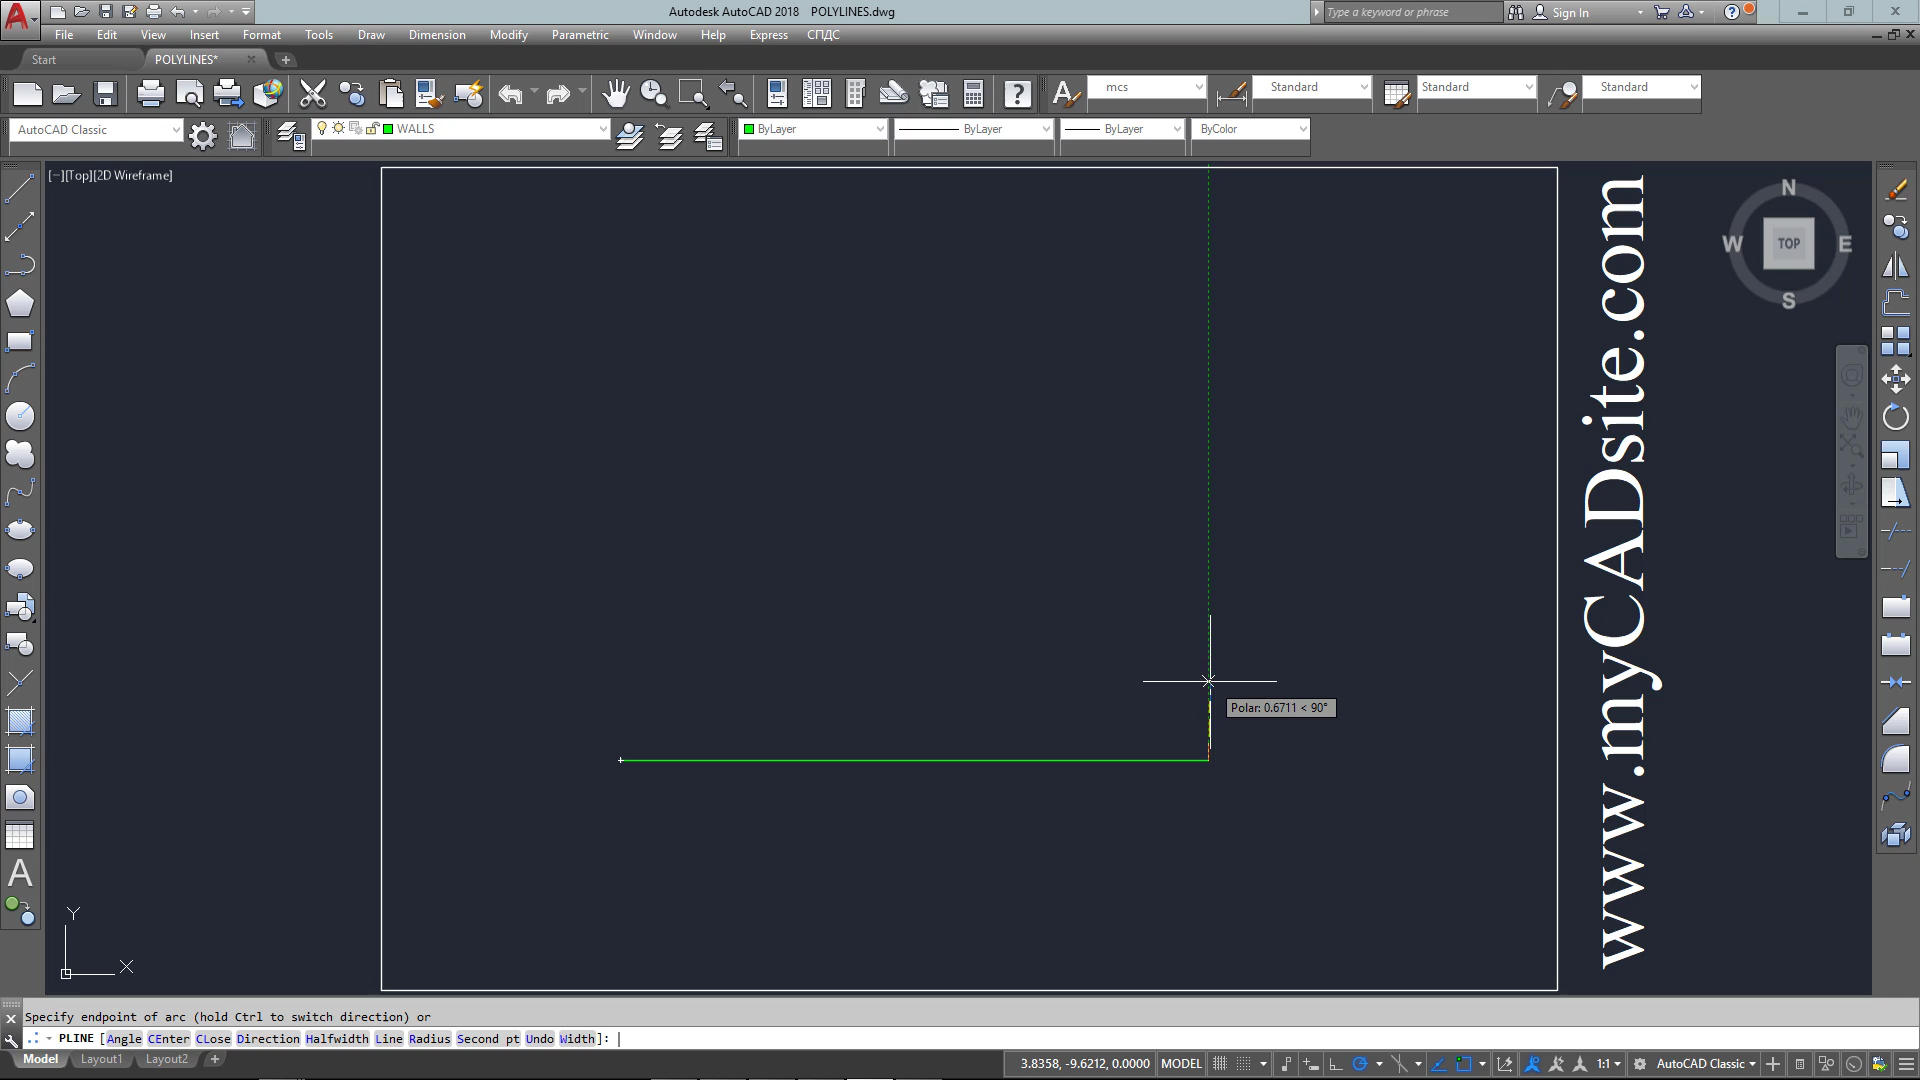 Autodesk AutoCAD 2018 POLYLINES.dwg
Type a keyword or phrase
Sign In
File Edit View Insert Format Tools Draw Dimension Modify Parametric Window Help Express СПДС
Start POLYLINES*
mcs Standard Standard Standard
AutoCAD Classic WALLS ByLayer ByLayer ByLayer ByColor
[−][Top][2D Wireframe]
N
W TOP E
S
www.myCADsite.com
Polar: 0.6711 < 90°
Y
X
Specify endpoint of arc (hold Ctrl to switch direction) or
PLINE [Angle CEnter CLose Direction Halfwidth Line Radius Second pt Undo Width]:
Model Layout1 Layout2 +
3.8358, -9.6212, 0.0000 MODEL 1:1 AutoCAD Classic